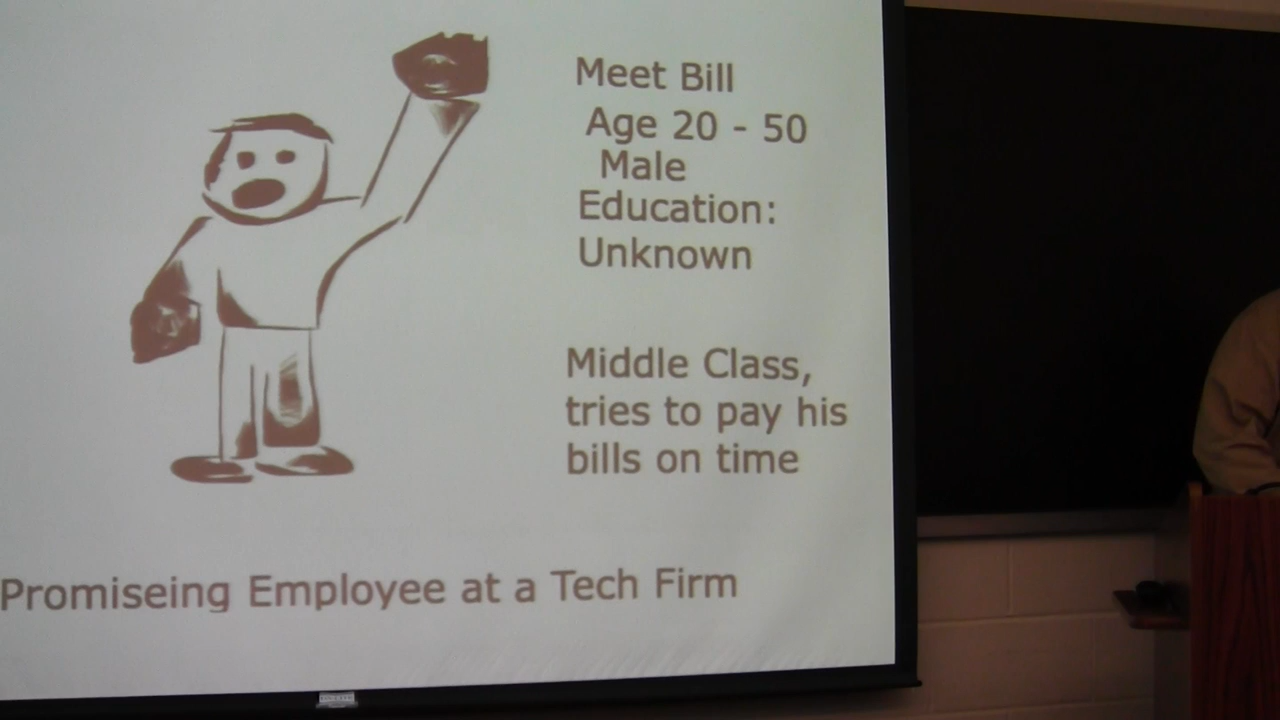 Meet Bill
Age 20 - 50
Male
Education:
Unknown
Middle Class,
tries to pay his
bills on time
Promiseing Employee at a Tech Firm